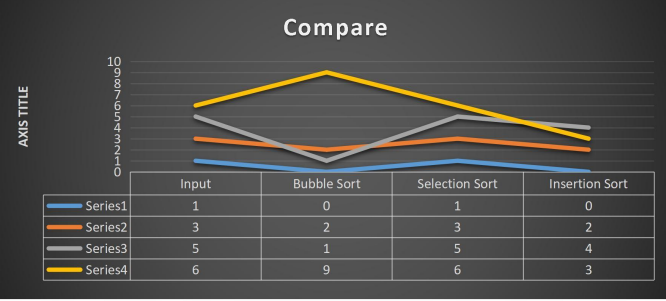 Compare
AXIS TITLE
10
9
8
7
6
5
4
3
2
1
0
Input Bubble Sort Selection Sort Insertion Sort
Series1 1 0 1 0
Series2 3 2 3 2
Series3 5 1 5 4
Series4 6 9 6 3